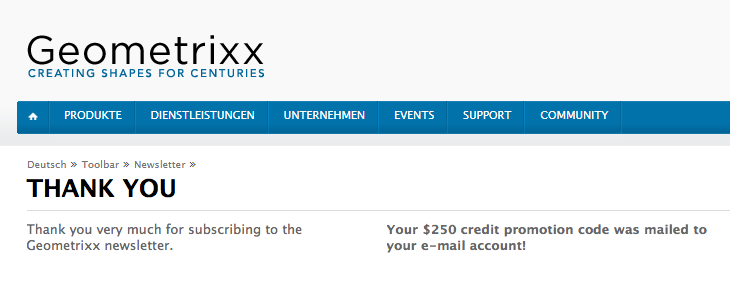 Geometrixx
CREATING SHAPES FOR CENTURIES
PRODUKTE DIENSTLEISTUNGEN UNTERNEHMEN EVENTS SUPPORT COMMUNITY
Deutsch » Toolbar » Newsletter »
THANK YOU
Thank you very much for subscribing to the
Geometrixx newsletter.
Your $250 credit promotion code was mailed to
your e-mail account!